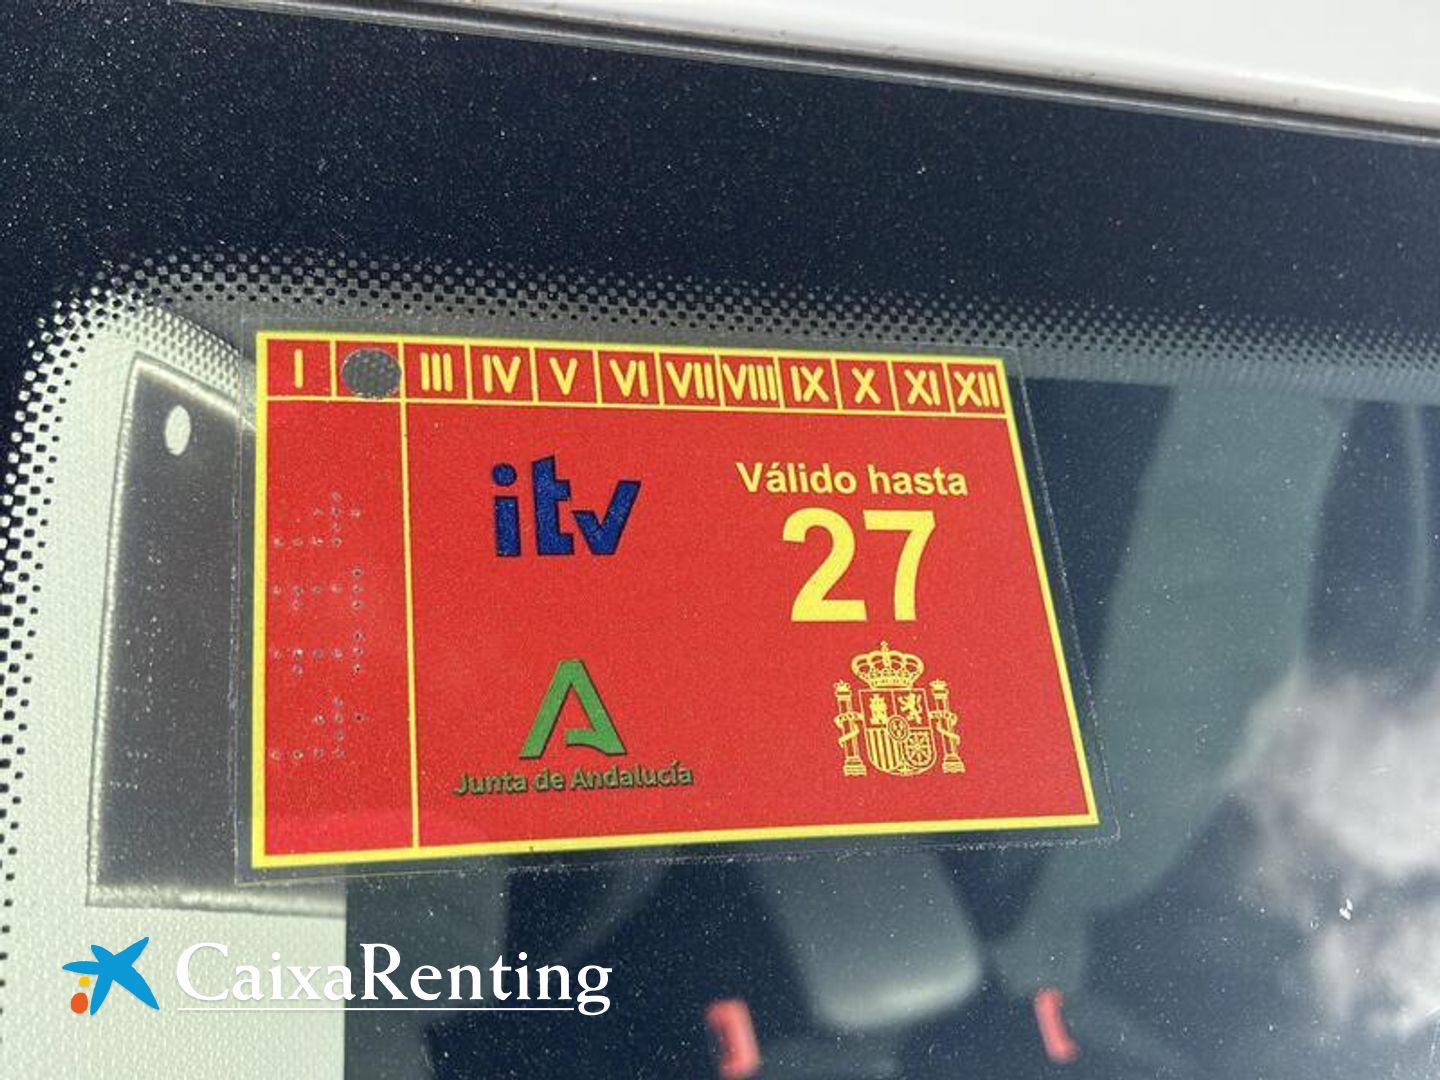 I III IV V VI VII VIII IX X XI XII
itv
Válido hasta
27
Junta de Andalucía
CaixaRenting